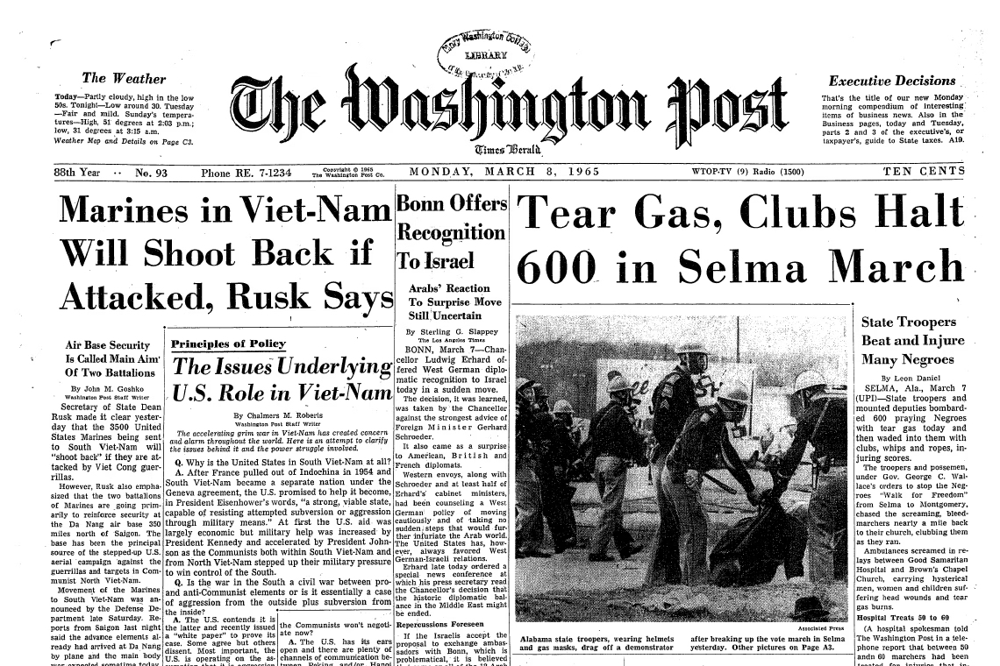 Mary Washington College
LIBRARY
of the University of Va.
The Weather
Today—Partly cloudy, high in the low
50s. Tonight—Low around 30. Tuesday
—Fair and mild. Sunday's tempera-
tures—High, 51 degrees at 2:03 p.m.;
low, 31 degrees at 3:15 a.m.
Weather Map and Details on Page C3.
The Washington Post
Times Herald
Executive Decisions
That's the title of our new Monday
morning compendium of interesting
items of business news. Also in the
Business pages, today and Tuesday,
parts 2 and 3 of the executive's, or
taxpayer's, guide to State taxes. A19.
88th Year ·· No. 93
Phone RE. 7-1234
Copyright © 1965
The Washington Post Co.
MONDAY, MARCH 8, 1965
WTOP-TV (9) Radio (1500)
TEN CENTS
Marines in Viet-Nam
Will Shoot Back if
Attacked, Rusk Says
Air Base Security
Is Called Main Aim
Of Two Battalions
By John M. Goshko
Washington Post Staff Writer
Secretary of State Dean
Rusk made it clear yester-
day that the 3500 United
States Marines being sent
to South Viet-Nam will
"shoot back" if they are at-
tacked by Viet Cong guer-
rillas.
However, Rusk also empha-
sized that the two battalions
of Marines are going prim-
arily to reinforce security at
the Da Nang air base 350
miles north of Saigon. The
base has been the principal
source of the stepped-up U.S.
aerial campaign against the
guerrillas and targets in Com-
munist North Viet-Nam.
Movement of the Marines
to South Viet-Nam was an-
nounced by the Defense De-
partment late Saturday. Re-
ports from Saigon last night
said the advance elements al-
ready had arrived at Da Nang
by plane and the main body
was expected sometime today.
Principles of Policy
The Issues Underlying
U.S. Role in Viet-Nam
By Chalmers M. Roberts
Washington Post Staff Writer
The accelerating grim war in Viet-Nam has created concern
and alarm throughout the world. Here is an attempt to clarify
the issues behind it and the power struggle involved.
Q. Why is the United States in South Viet-Nam at all?
A. After France pulled out of Indochina in 1954 and
South Viet-Nam became a separate nation under the
Geneva agreement, the U.S. promised to help it become,
in President Eisenhower's words, "a strong, viable state,
capable of resisting attempted subversion or aggression
through military means." At first the U.S. aid was
largely economic but military help was increased by
President Kennedy and accelerated by President John-
son as the Communists both within South Viet-Nam and
from North Viet-Nam stepped up their military pressure
to win control of the South.
Q. Is the war in the South a civil war between pro-
and anti-Communist elements or is it essentially a case
of aggression from the outside plus subversion from
the inside?
A. The U.S. contends it is
the latter and recently issued
a "white paper" to prove its
case. Some agree but others
dissent. Most important, the
U.S. is operating on the as-
sumption that it is aggression
the Communists won't negoti-
ate now?
A. The U.S. has its ears
open and there are plenty of
channels of communication be-
tween Peking and/or Hanoi
Bonn Offers
Recognition
To Israel
Arabs' Reaction
To Surprise Move
Still Uncertain
By Sterling G. Slappey
The Los Angeles Times
BONN, March 7—Chan-
cellor Ludwig Erhard of-
fered West German diplo-
matic recognition to Israel
today in a sudden move.
The decision, it was learned,
was taken by the Chancellor
against the strongest advice of
Foreign Minister Gerhard
Schroeder.
It also came as a surprise
to American, British and
French diplomats.
Western envoys, along with
Schroeder and at least half of
Erhard's cabinet ministers,
had been counseling a West
German policy of moving
cautiously and of taking no
sudden steps that would fur-
ther infuriate the Arab world.
The United States has, how-
ever, always favored West
German-Israeli relations.
Erhard late today ordered a
special news conference at
which his press secretary read
the Chancellor's decision that
the historic diplomatic bal-
ance in the Middle East might
be ended.
Repercussions Foreseen
If the Israelis accept the
proposal to exchange ambas-
sadors with Bonn, which is
problematical, it is believed
Tear Gas, Clubs Halt
600 in Selma March
Associated Press
Alabama state troopers, wearing helmets
and gas masks, drag off a demonstrator
after breaking up the vote march in Selma
yesterday. Other pictures on Page A3.
State Troopers
Beat and Injure
Many Negroes
By Leon Daniel
SELMA, Ala., March 7
(UPI)—State troopers and
mounted deputies bombard-
ed 600 praying Negroes
with tear gas today and
then waded into them with
clubs, whips and ropes, in-
juring scores.
The troopers and possemen,
under Gov. George C. Wal-
lace's orders to stop the Neg-
roes "Walk for Freedom"
from Selma to Montgomery,
chased the screaming, bleed-
marchers nearly a mile back
to their church, clubbing them
as they ran.
Ambulances screamed in re-
lays between Good Samaritan
Hospital and Brown's Chapel
Church, carrying hysterical
men, women and children suf-
fering head wounds and tear
gas burns.
Hospital Treats 50 to 60
(A hospital spokesman told
The Washington Post in a tele-
phone report that between 50
andn 60 marchers had been
treated for injuries that in-